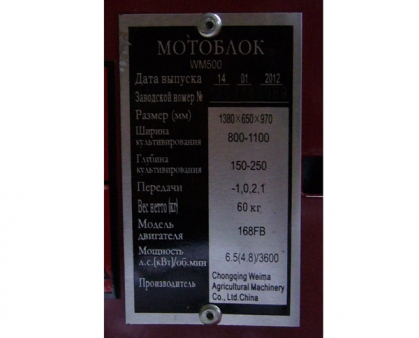 МОТОБЛОК
WM500
Дата выпуска 14 01 2012
Заводской номер №
Размер (мм) 1380×650×970
Ширина
культивирования 800-1100
Глубина
культивирования 150-250
Передачи -1,0,2,1
Вес нетто (кг) 60 кг
Модель
двигателя 168FB
Мощность
л.с.(кВт)/об.мин 6.5(4.8)/3600
Производитель Chongqing Weima
Agricultural Machinery
Co., Ltd.China